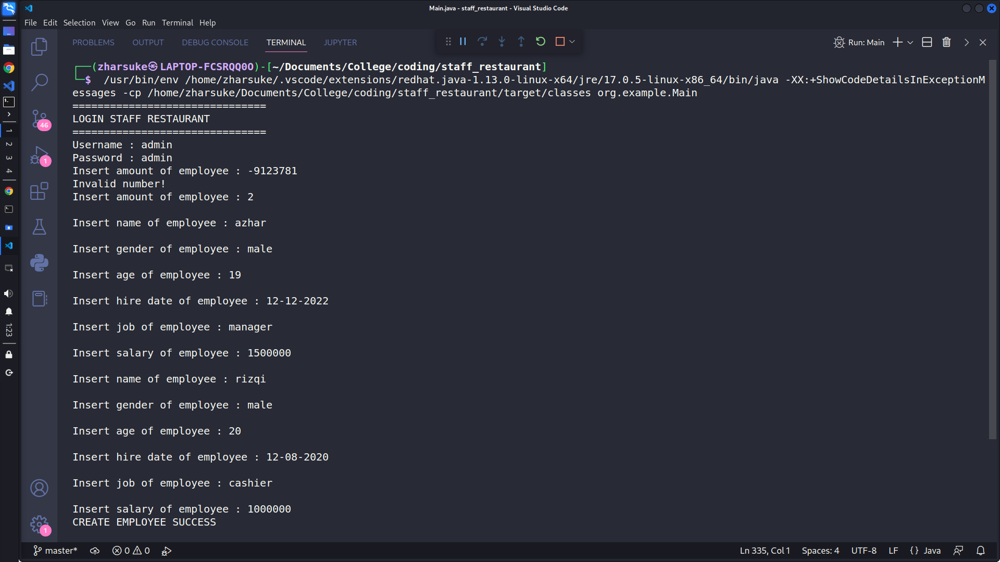 Main.java - staff_restaurant - Visual Studio Code
File Edit Selection View Go Run Terminal Help
PROBLEMS OUTPUT DEBUG CONSOLE TERMINAL JUPYTER Run: Main
┌──(zharsuke㉿LAPTOP-FCSRQQ0O)-[~/Documents/College/coding/staff_restaurant]
└─$  /usr/bin/env /home/zharsuke/.vscode/extensions/redhat.java-1.13.0-linux-x64/jre/17.0.5-linux-x86_64/bin/java -XX:+ShowCodeDetailsInExceptionM
essages -cp /home/zharsuke/Documents/College/coding/staff_restaurant/target/classes org.example.Main
===============================
LOGIN STAFF RESTAURANT
===============================
Username : admin
Password : admin
Insert amount of employee : -9123781
Invalid number!
Insert amount of employee : 2
Insert name of employee : azhar
Insert gender of employee : male
Insert age of employee : 19
Insert hire date of employee : 12-12-2022
Insert job of employee : manager
Insert salary of employee : 1500000
Insert name of employee : rizqi
Insert gender of employee : male
Insert age of employee : 20
Insert hire date of employee : 12-08-2020
Insert job of employee : cashier
Insert salary of employee : 1000000
CREATE EMPLOYEE SUCCESS
46
1
1
1
2
3
4
1:23
master* 0 0 Ln 335, Col 1 Spaces: 4 UTF-8 LF {} Java